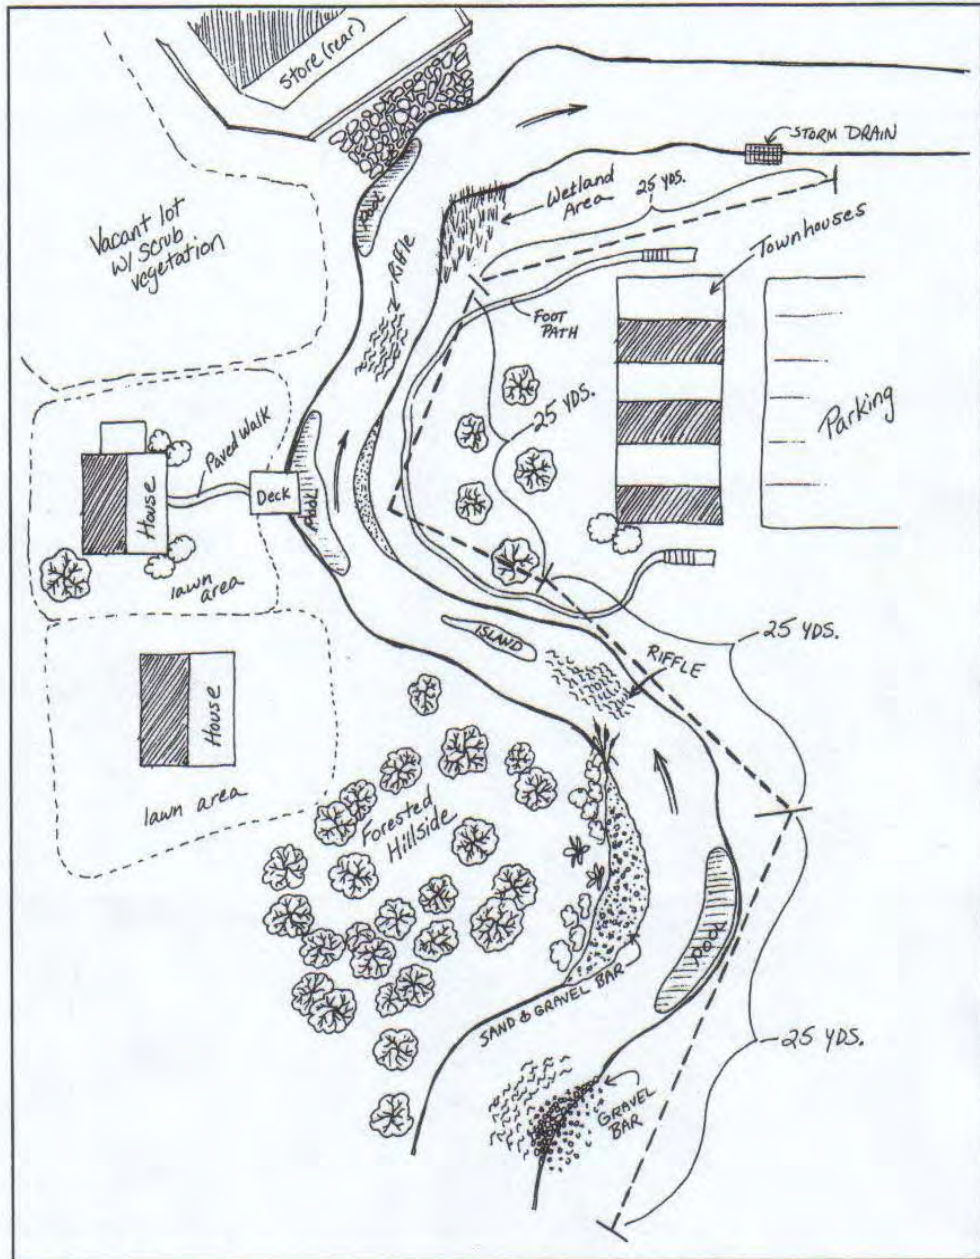 Store (rear)
STORM DRAIN
Wetland
Area
25 YDS.
Vacant lot
w/ scrub
vegetation
Pool
RIFFLE
Townhouses
FOOT
PATH
25 YDS.
Parking
Paved Walk
House
Deck
Pool
lawn
area
ISLAND
25 YDS.
RIFFLE
House
lawn area
Forested
Hillside
Pool
SAND & GRAVEL BAR
25 YDS.
GRAVEL
BAR